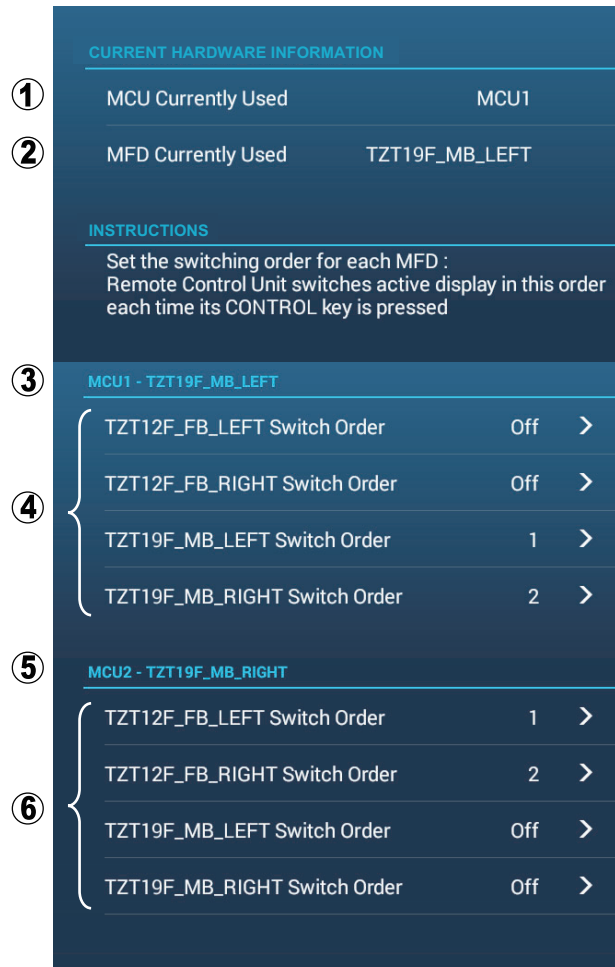 CURRENT HARDWARE INFORMATION
1 MCU Currently Used MCU1
2 MFD Currently Used TZT19F_MB_LEFT
INSTRUCTIONS
Set the switching order for each MFD :
Remote Control Unit switches active display in this order
each time its CONTROL key is pressed
3 MCU1 - TZT19F_MB_LEFT
TZT12F_FB_LEFT Switch Order Off >
TZT12F_FB_RIGHT Switch Order Off >
4
TZT19F_MB_LEFT Switch Order 1 >
TZT19F_MB_RIGHT Switch Order 2 >
5 MCU2 - TZT19F_MB_RIGHT
TZT12F_FB_LEFT Switch Order 1 >
TZT12F_FB_RIGHT Switch Order 2 >
6
TZT19F_MB_LEFT Switch Order Off >
TZT19F_MB_RIGHT Switch Order Off >